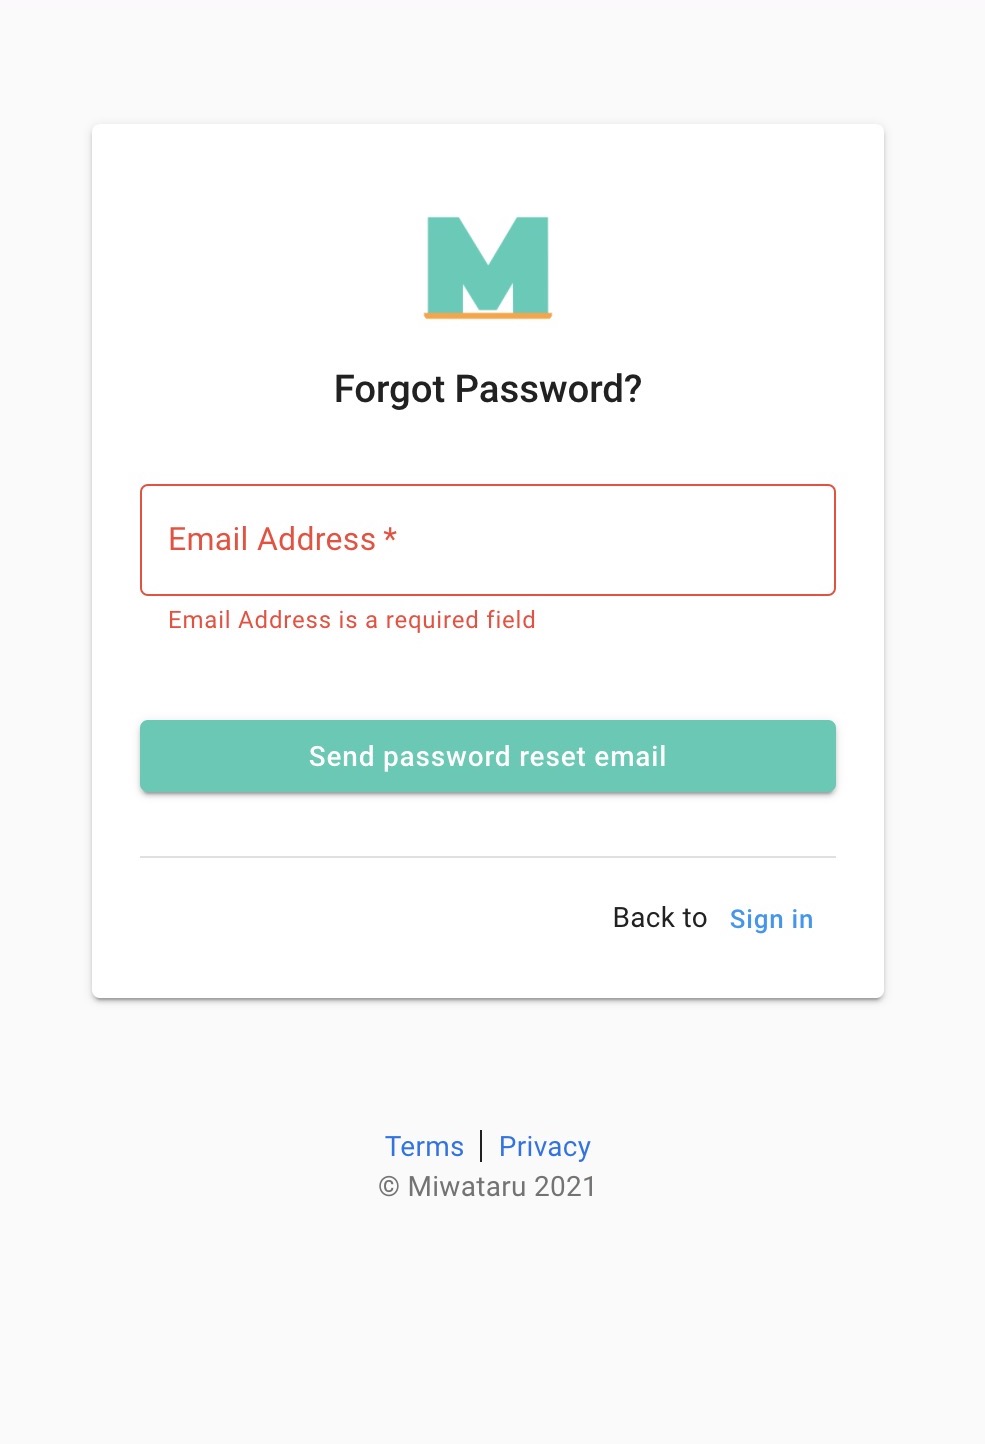 M
Forgot Password?
Email Address *
Email Address is a required field
Send password reset email
Back to Sign in
Terms | Privacy
© Miwataru 2021